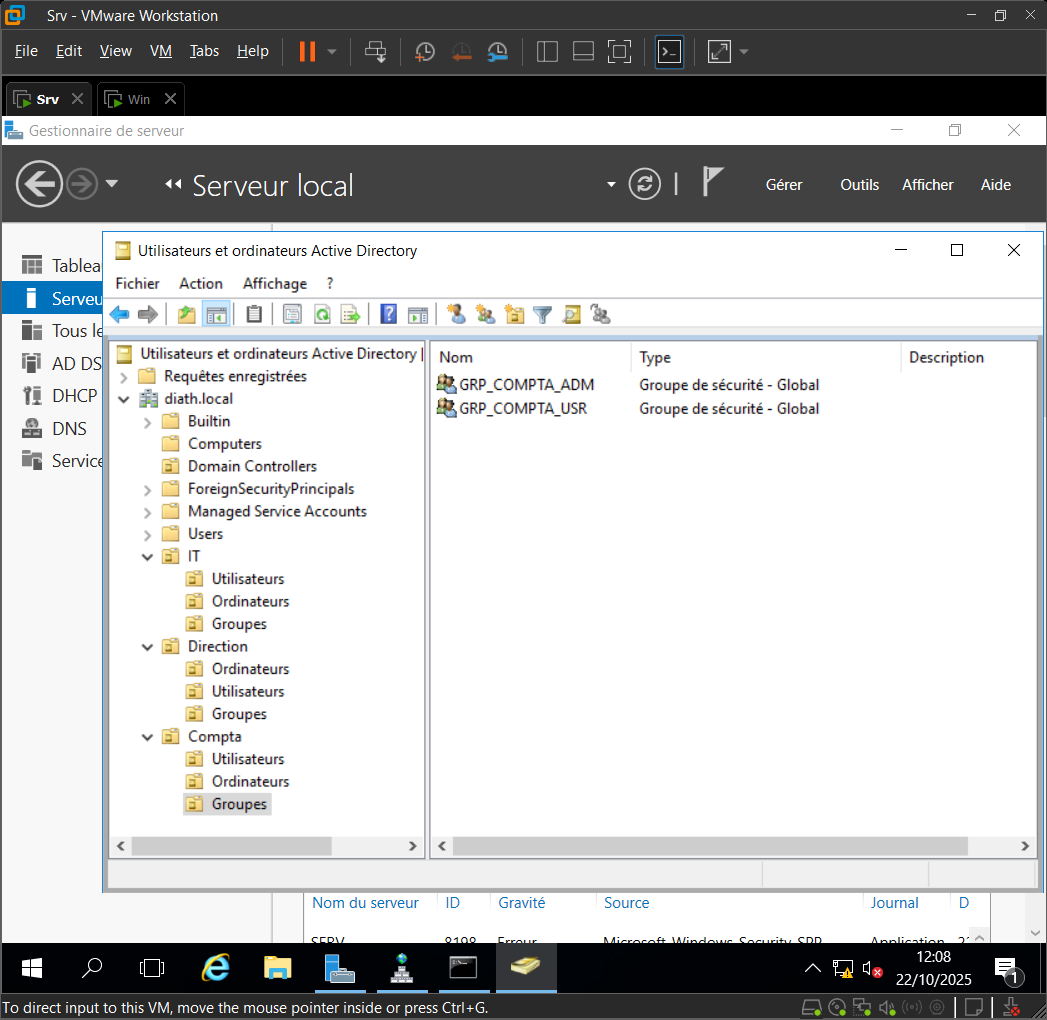 Srv - VMware Workstation
File Edit View VM Tabs Help
Srv Win
Gestionnaire de serveur
Serveur local
Gérer Outils Afficher Aide
Utilisateurs et ordinateurs Active Directory
Fichier Action Affichage ?
Utilisateurs et ordinateurs Active Directory
Requêtes enregistrées
diath.local
Builtin
Computers
Domain Controllers
ForeignSecurityPrincipals
Managed Service Accounts
Users
IT
Utilisateurs
Ordinateurs
Groupes
Direction
Ordinateurs
Utilisateurs
Groupes
Compta
Utilisateurs
Ordinateurs
Groupes
Nom Type Description
GRP_COMPTA_ADM Groupe de sécurité - Global
GRP_COMPTA_USR Groupe de sécurité - Global
Tablea
Serveu
Tous le
AD DS
DHCP
DNS
Service
Nom du serveur ID Gravité Source Journal D
SERV 8198 Erreur Microsoft-Windows-Security-SPP Application
12:08
22/10/2025
1
To direct input to this VM, move the mouse pointer inside or press Ctrl+G.